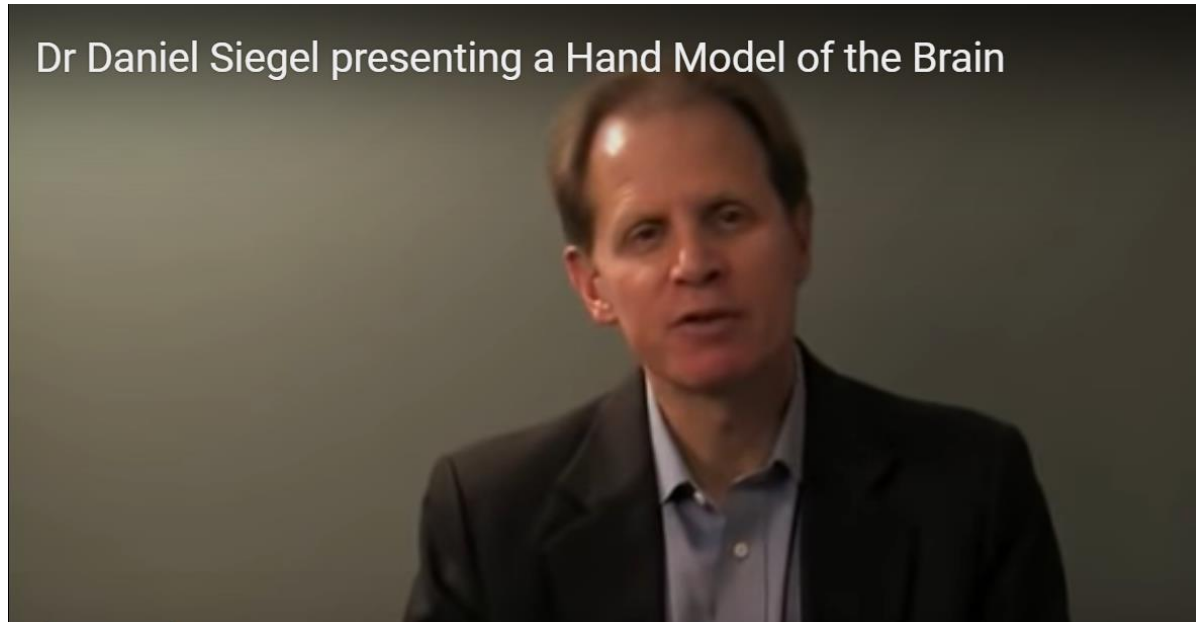 Dr Daniel Siegel presenting a Hand Model of the Brain